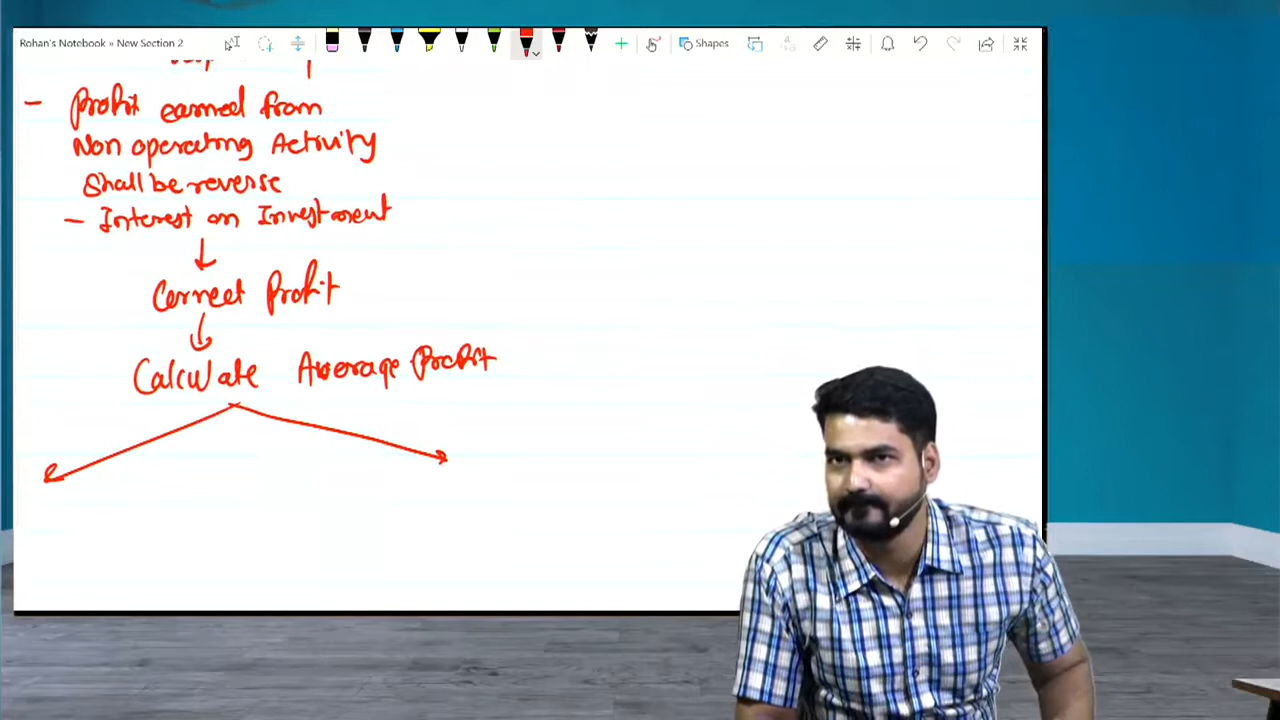 Rohan's Notebook » New Section 2
Shapes
- Profit earned from
Non operating Activity
Shall be reverse
- Interest on Investment
↓
Correct Profit
↓
Calculate Average Profit